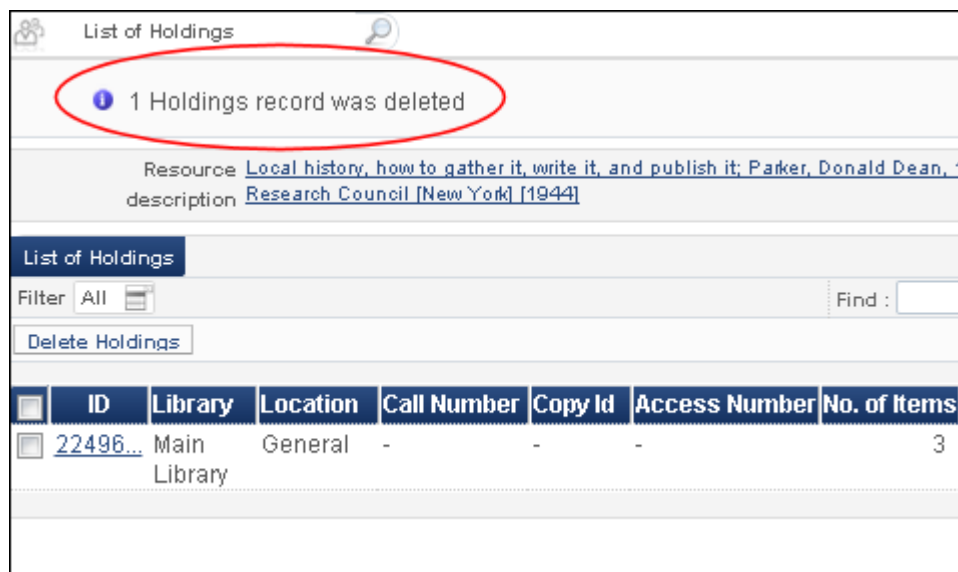 List of Holdings
1 Holdings record was deleted
Resource Local history, how to gather it, write it, and publish it; Parker, Donald Dean,
description Research Council [New York] [1944]
List of Holdings
Filter All Find :
Delete Holdings
ID Library Location Call Number Copy Id Access Number No. of Items
22496... Main Library General - - - 3